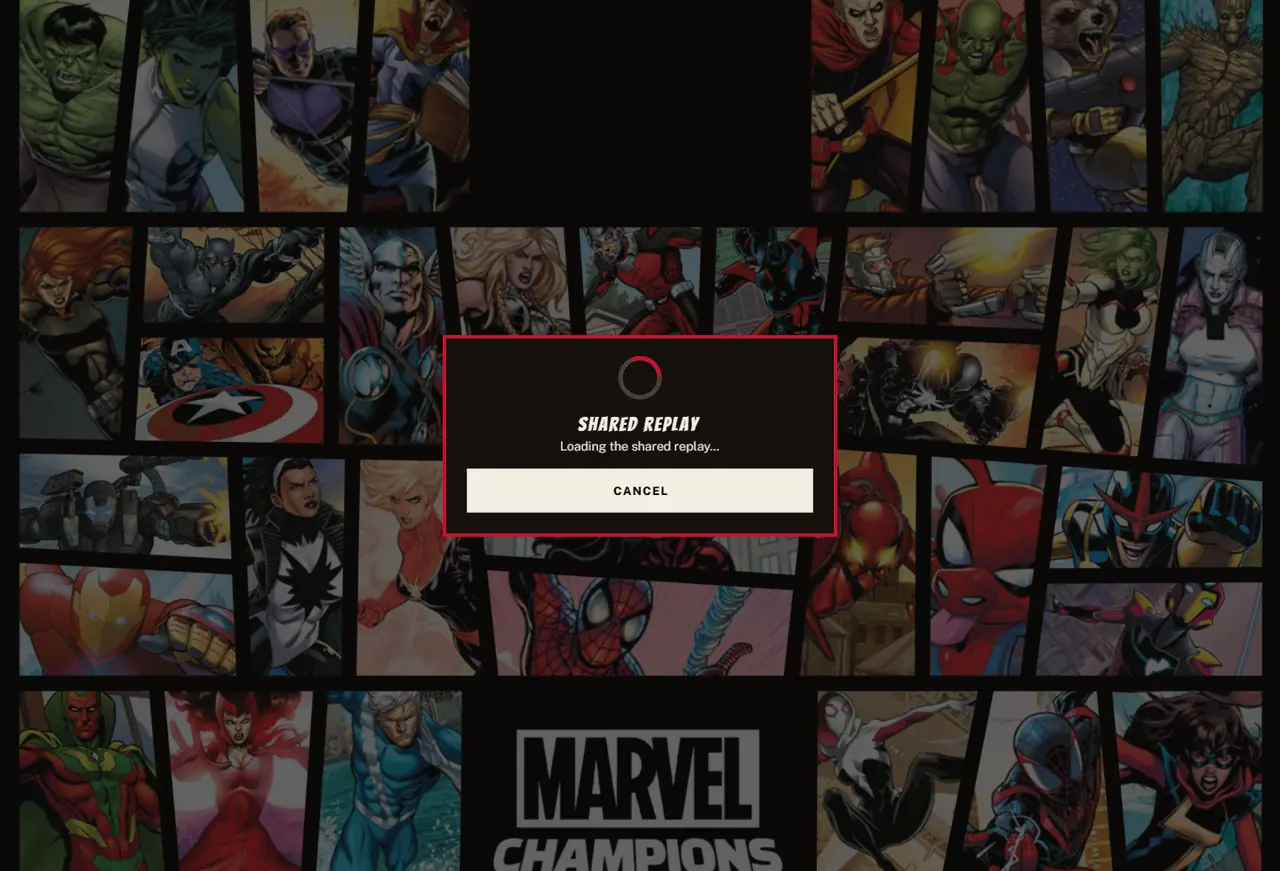 SHARED REPLAY
Loading the shared replay...
CANCEL
MARVEL
CHAMPIONS